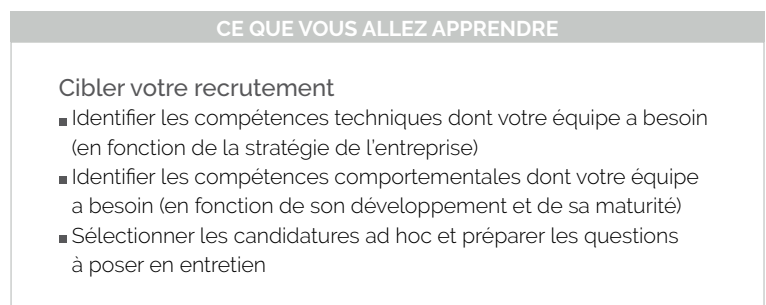 CE QUE VOUS ALLEZ APPRENDRE
Cibler votre recrutement
■ Identifier les compétences techniques dont votre équipe a besoin
(en fonction de la stratégie de l'entreprise)
■ Identifier les compétences comportementales dont votre équipe
a besoin (en fonction de son développement et de sa maturité)
■ Sélectionner les candidatures ad hoc et préparer les questions
à poser en entretien